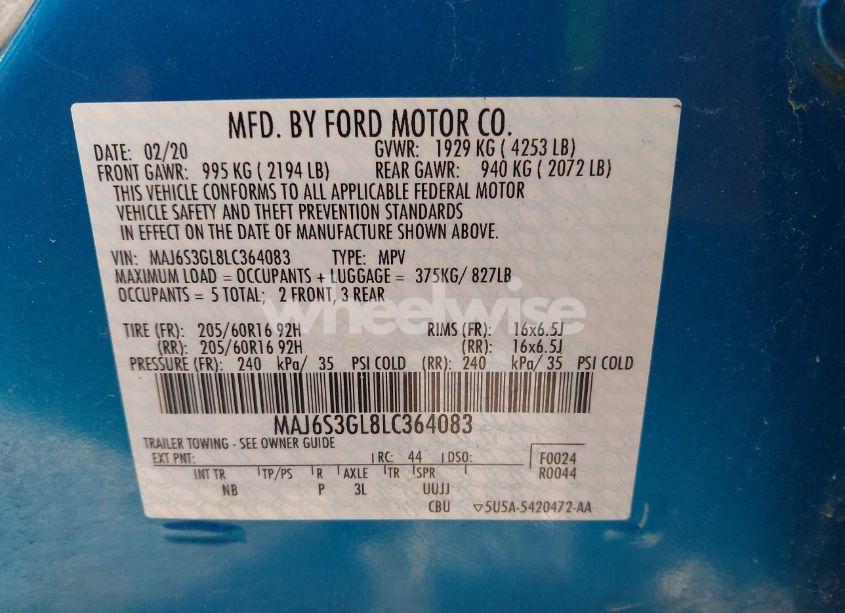 MFD. BY FORD MOTOR CO.
DATE: 02/20 GVWR: 1929 KG ( 4253 LB)
FRONT GAWR: 995 KG ( 2194 LB) REAR GAWR: 940 KG ( 2072 LB)
THIS VEHICLE CONFORMS TO ALL APPLICABLE FEDERAL MOTOR
VEHICLE SAFETY AND THEFT PREVENTION STANDARDS
IN EFFECT ON THE DATE OF MANUFACTURE SHOWN ABOVE.
VIN: MAJ6S3GL8LC364083 TYPE: MPV
MAXIMUM LOAD = OCCUPANTS + LUGGAGE = 375KG/ 827LB
OCCUPANTS = 5 TOTAL; 2 FRONT, 3 REAR
wheelwise
TIRE (FR): 205/60R16 92H RIMS (FR): 16x6.5J
(RR): 205/60R16 92H (RR): 16x6.5J
PRESSURE (FR): 240 kPa/ 35 PSI COLD (RR): 240 kPa/ 35 PSI COLD
MAJ6S3GL8LC364083
TRAILER TOWING - SEE OWNER GUIDE
EXT PNT: RC: 44 DSO: F0024
INT TR TP/PS R AXLE TR SPR R0044
NB P 3L UUJJ
CBU 5U5A-5420472-AA